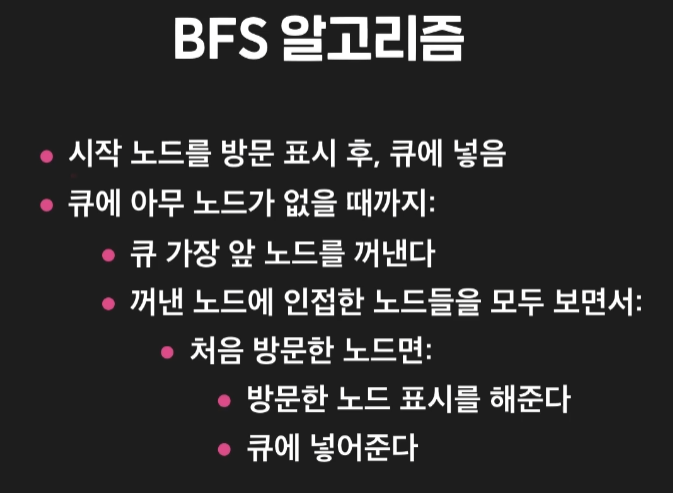 BFS 알고리즘
시작 노드를 방문 표시 후, 큐에 넣음
큐에 아무 노드가 없을 때까지:
큐 가장 앞 노드를 꺼낸다
꺼낸 노드에 인접한 노드들을 모두 보면서:
처음 방문한 노드면:
방문한 노드 표시를 해준다
큐에 넣어준다